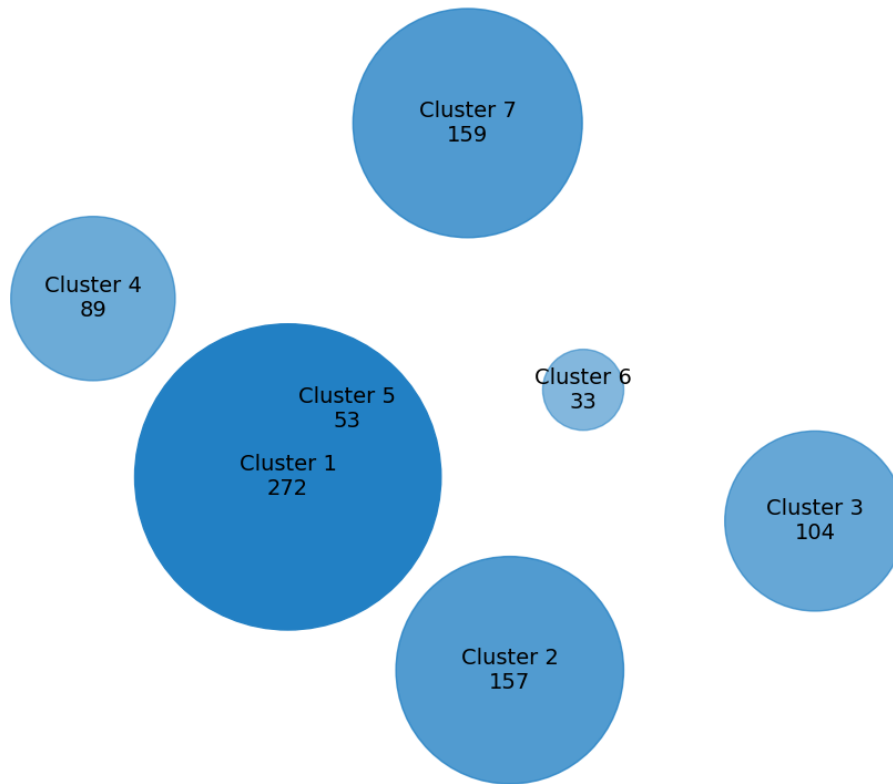 Cluster 7
159
Cluster 4
89
Cluster 6
33
Cluster 5
53
Cluster 1
272
Cluster 3
104
Cluster 2
157